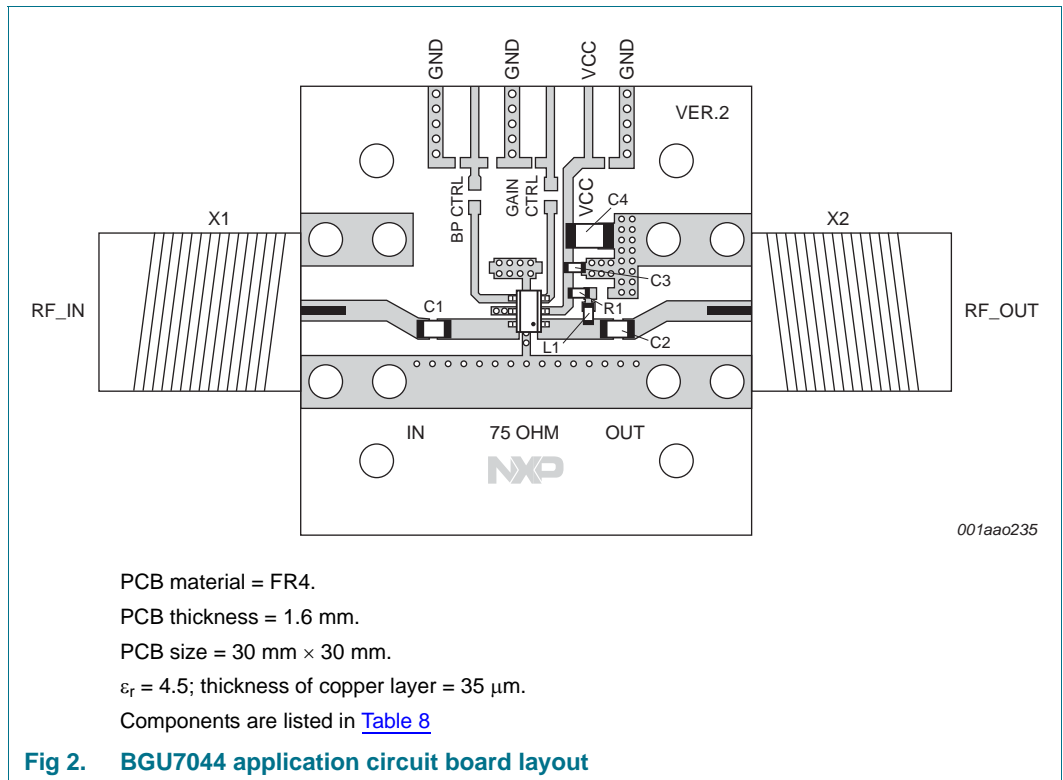 GND
GND
VCC
GND
VER.2
BP CTRL
GAIN
CTRL
VCC
C4
X1
X2
C3
RF_IN
C1
R1
RF_OUT
L1
C2
IN 75 OHM OUT
NXP
001aao235
PCB material = FR4.
PCB thickness = 1.6 mm.
PCB size = 30 mm × 30 mm.
εr = 4.5; thickness of copper layer = 35 μm.
Components are listed in Table 8
Fig 2. BGU7044 application circuit board layout